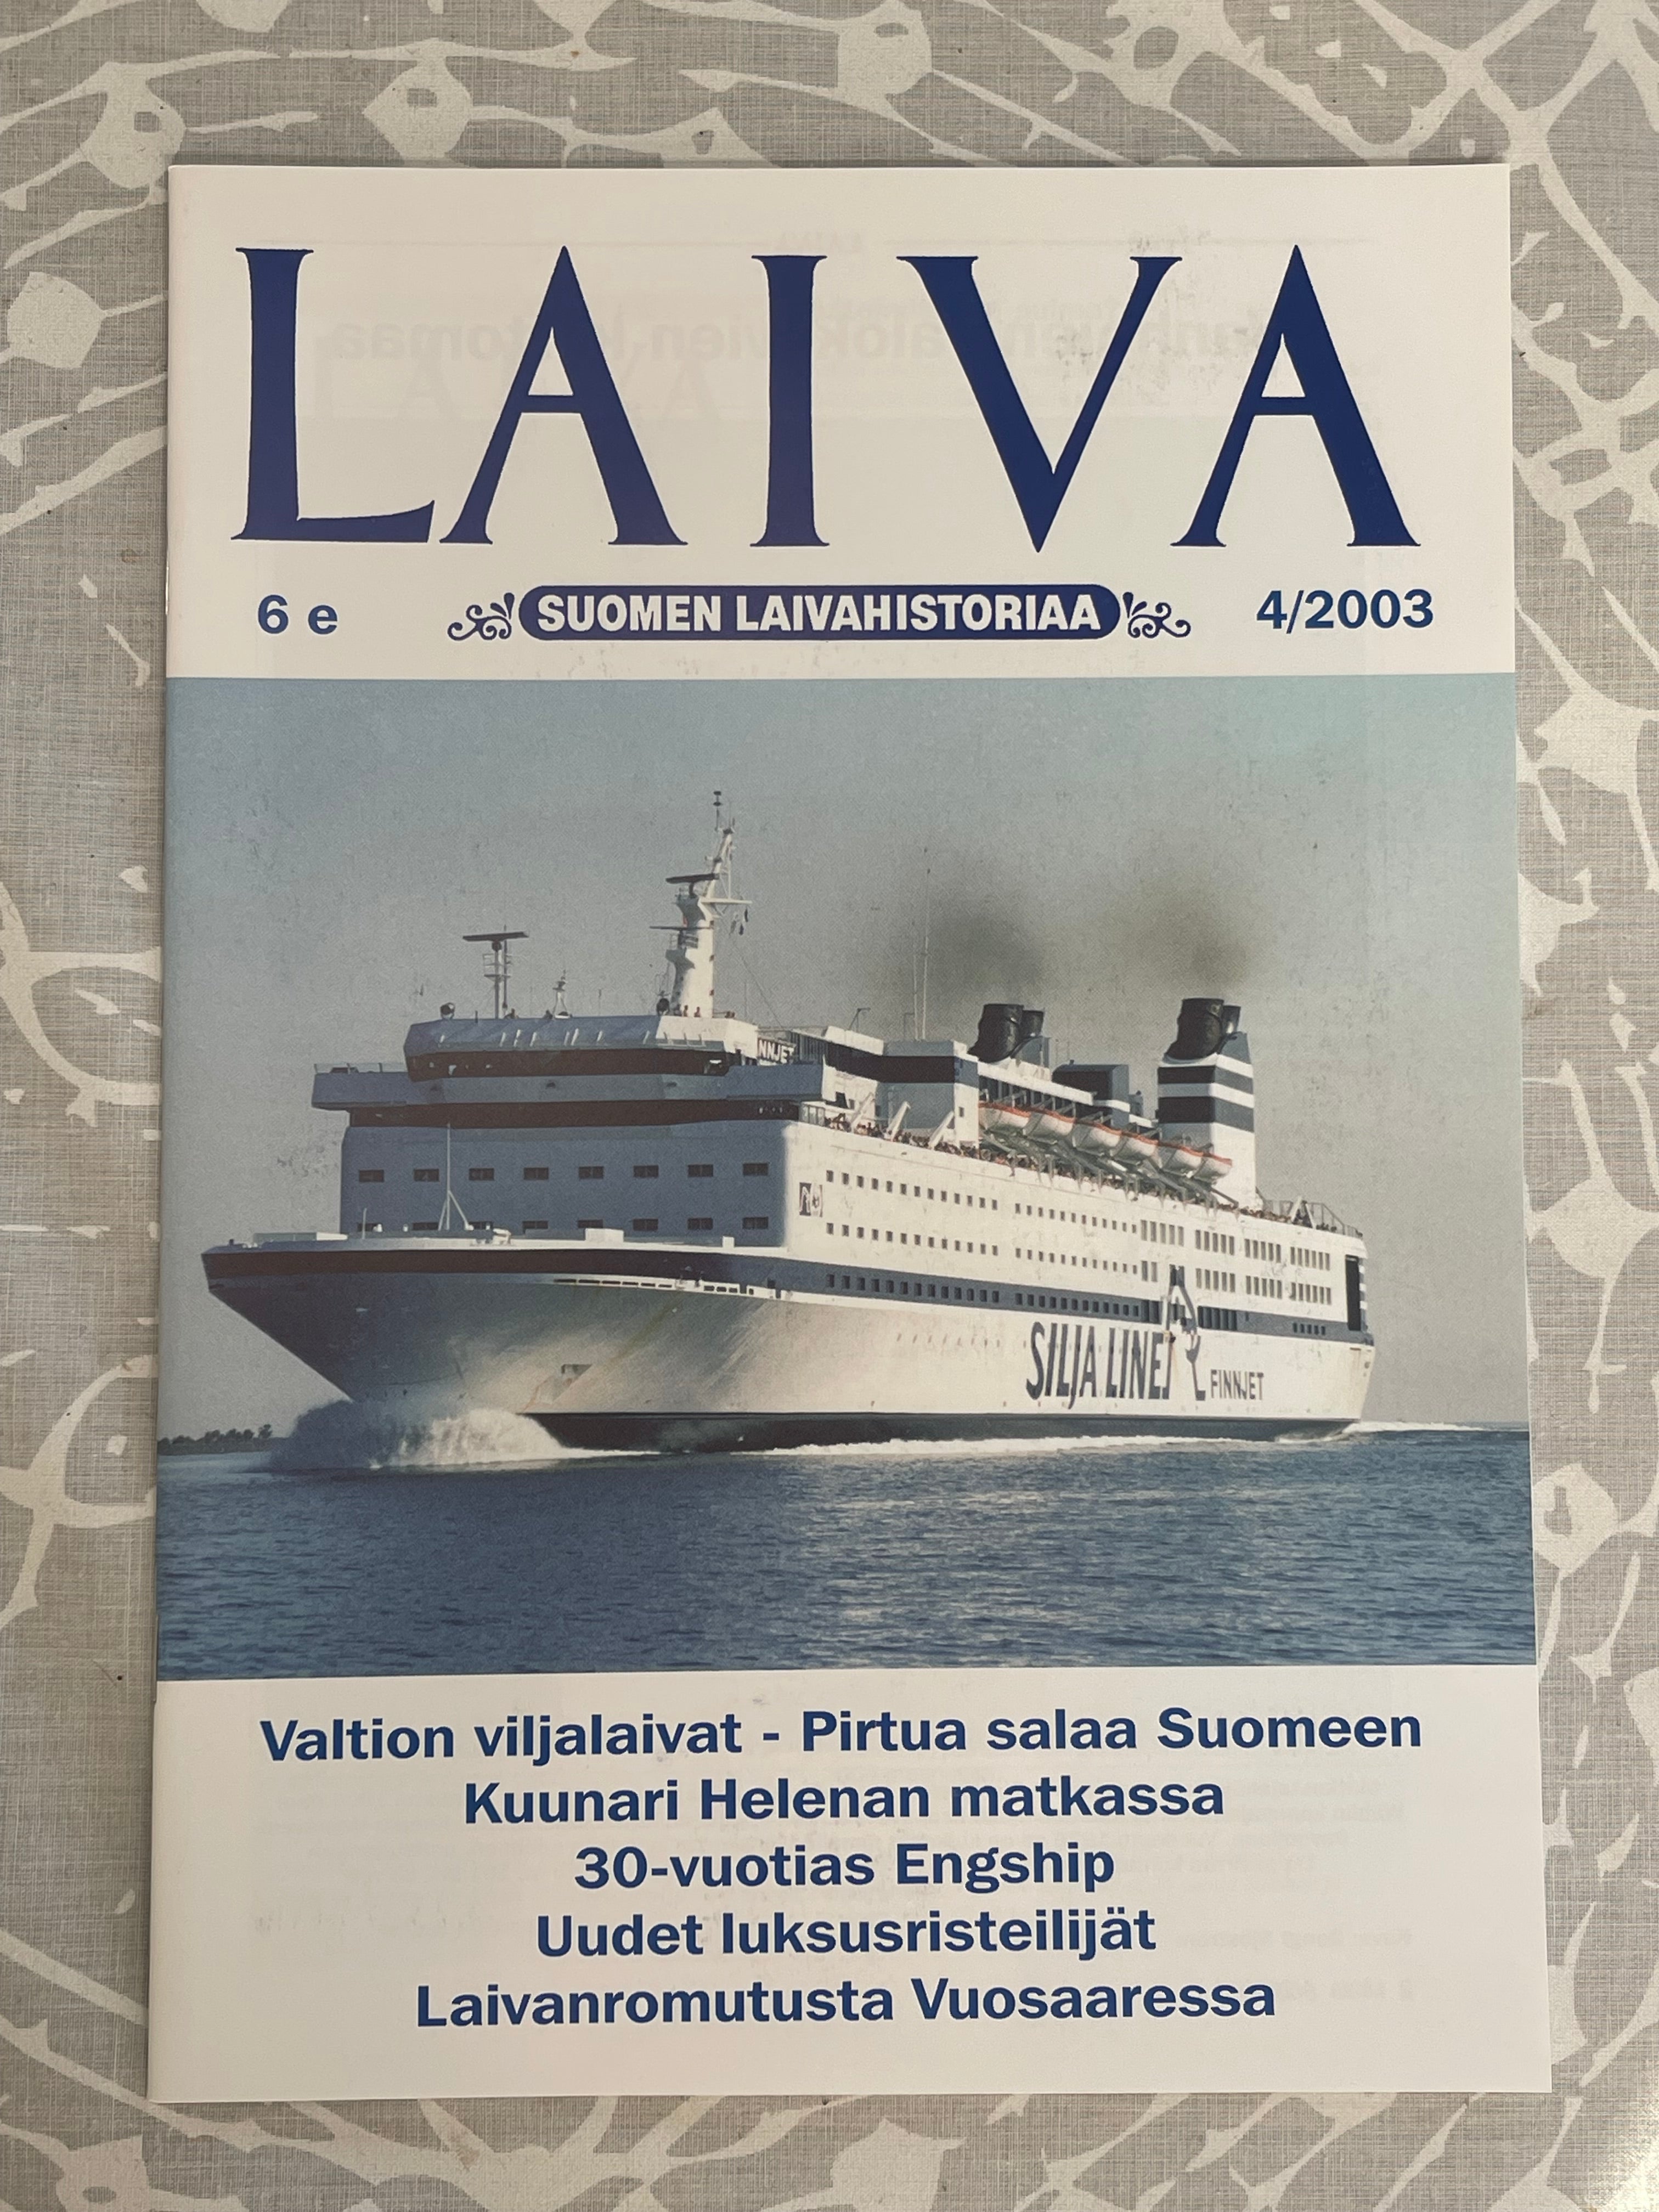 LAIVA
6 e SUOMEN LAIVAHISTORIAA 4/2003
NNJET
SILJA LINE FINNJET
Valtion viljalaivat - Pirtua salaa Suomeen
Kuunari Helenan matkassa
30-vuotias Engship
Uudet luksusristeilijät
Laivanromutusta Vuosaaressa